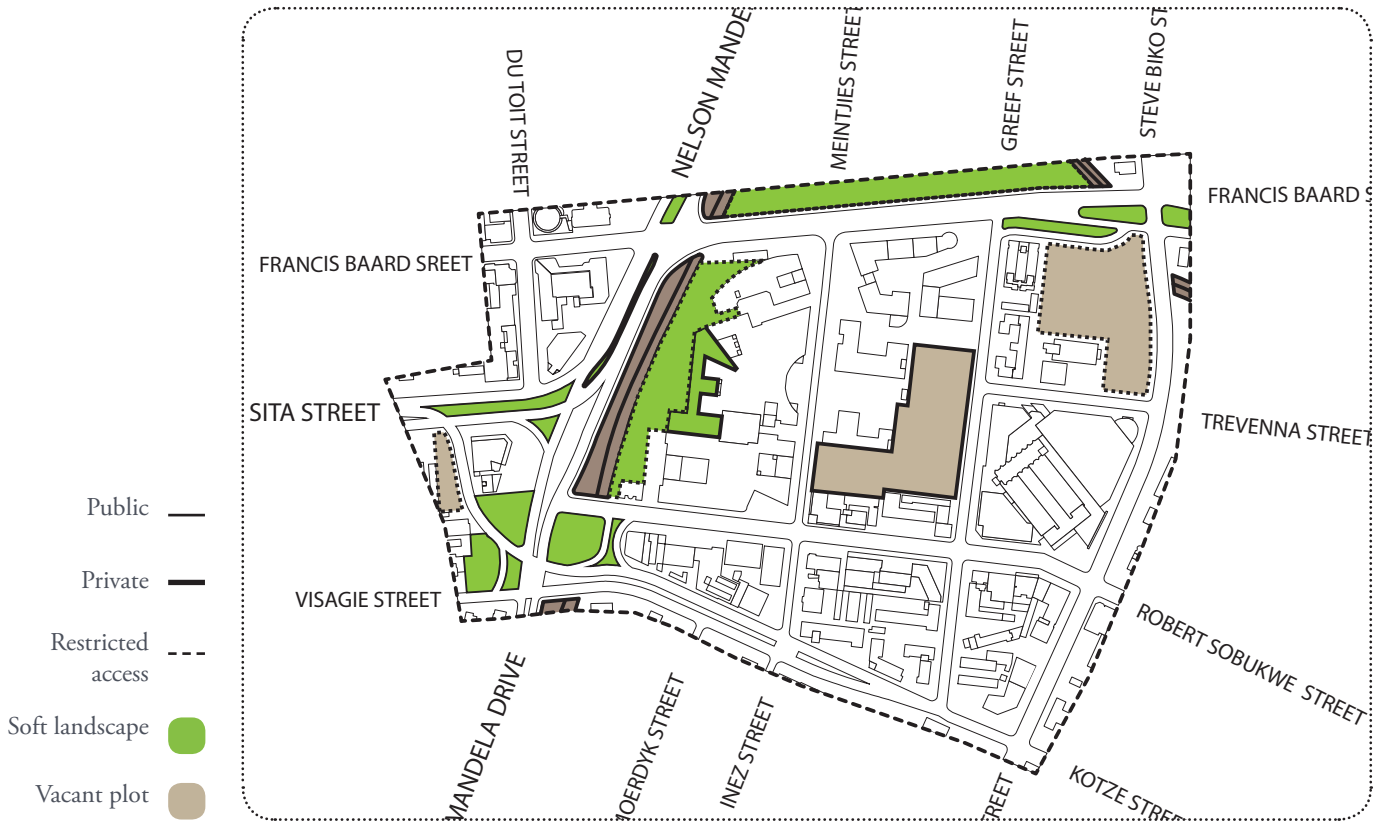 DU TOIT STREET
NELSON MANDE
MEINTJIES STREET
GREEF STREET
STEVE BIKO ST
FRANCIS BAARD S
FRANCIS BAARD SREET
SITA STREET
TREVENNA STREET
Public
Private
Restricted
access
Soft landscape
Vacant plot
VISAGIE STREET
ROBERT SOBUKWE STREET
MANDELA DRIVE
MOERDYK STREET
INEZ STREET
TREET
KOTZE STREE